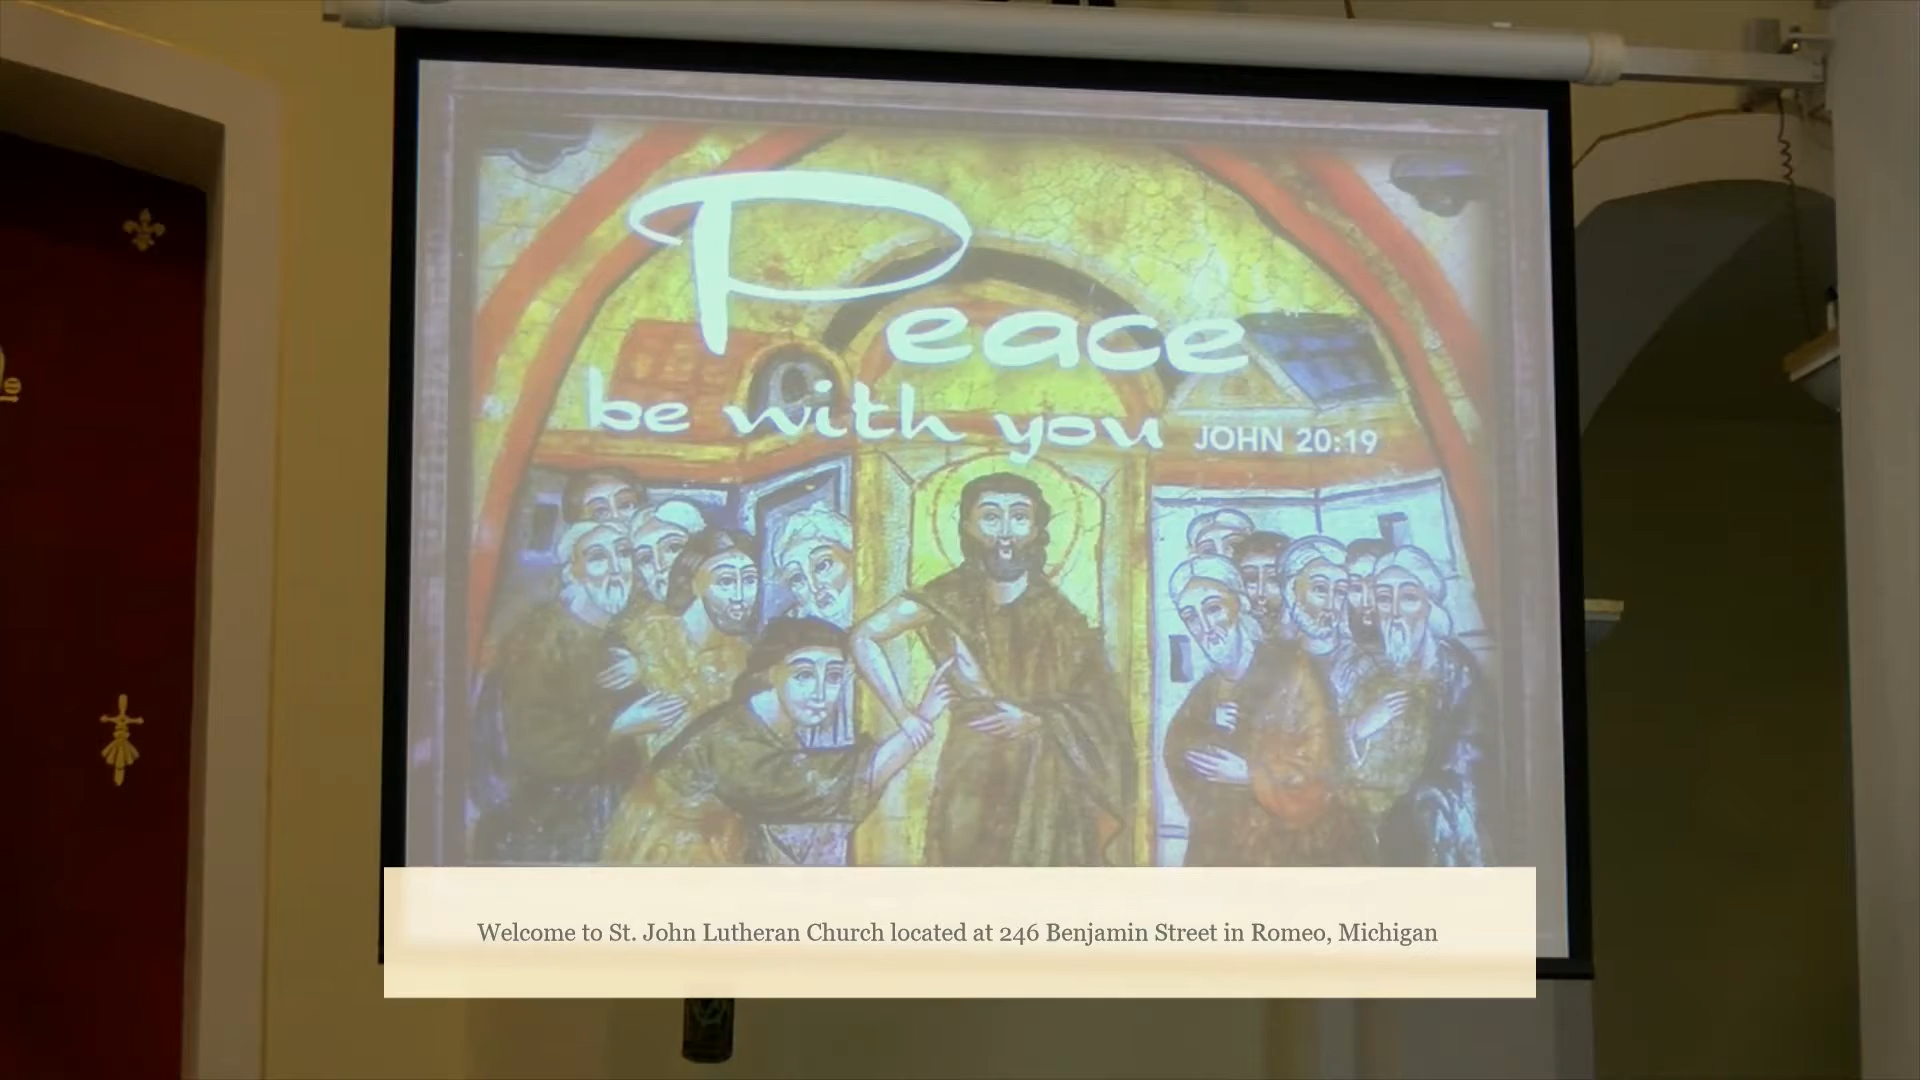 Peace
be with you JOHN 20:19
Welcome to St. John Lutheran Church located at 246 Benjamin Street in Romeo, Michigan